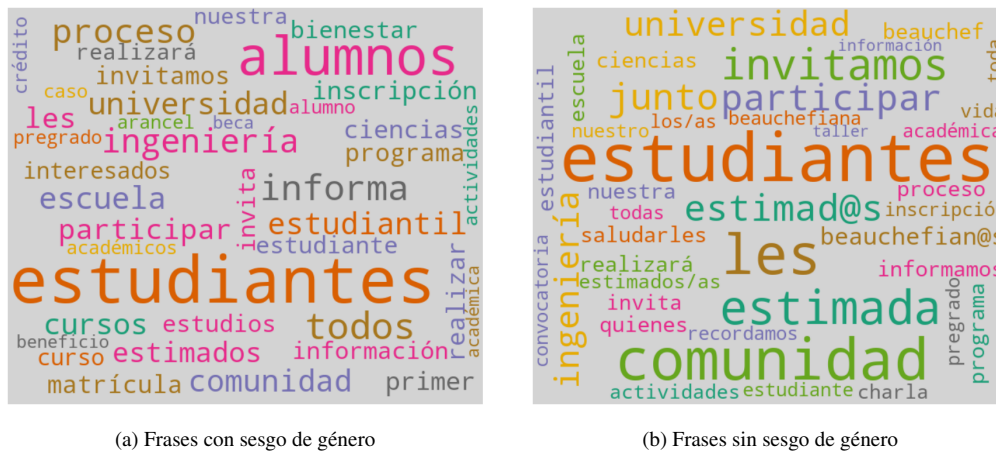 nuestra
crédito
proceso
bienestar
realizará
alumnos
invitamos
inscripción
caso
universidad
alumno
les
arancel
beca
ciencias
actividades
pregrado
ingeniería
programa
interesados
invita
informa
escuela
participar
estudiantil
académicos
estudiante
estudiantes
realizar
académica
cursos
estudios
todos
beneficio
curso
estimados
información
matrícula
comunidad
primer
(a) Frases con sesgo de género
universidad
beauchef
escuela
información
toda
ciencias
invitamos
estudiantil
junto
participar
vida
los/as
beauchefiana
nuestro
taller
académica
estudiantes
nuestra
proceso
todas
estimad@s
inscripció
ingeniería
saludarles
les
beauchefian@s
convocatoria
realizará
informamos
estimados/as
invita
estimada
pregrado
programa
quienes
recordamos
comunidad
actividades
estudiante
charla
(b) Frases sin sesgo de género